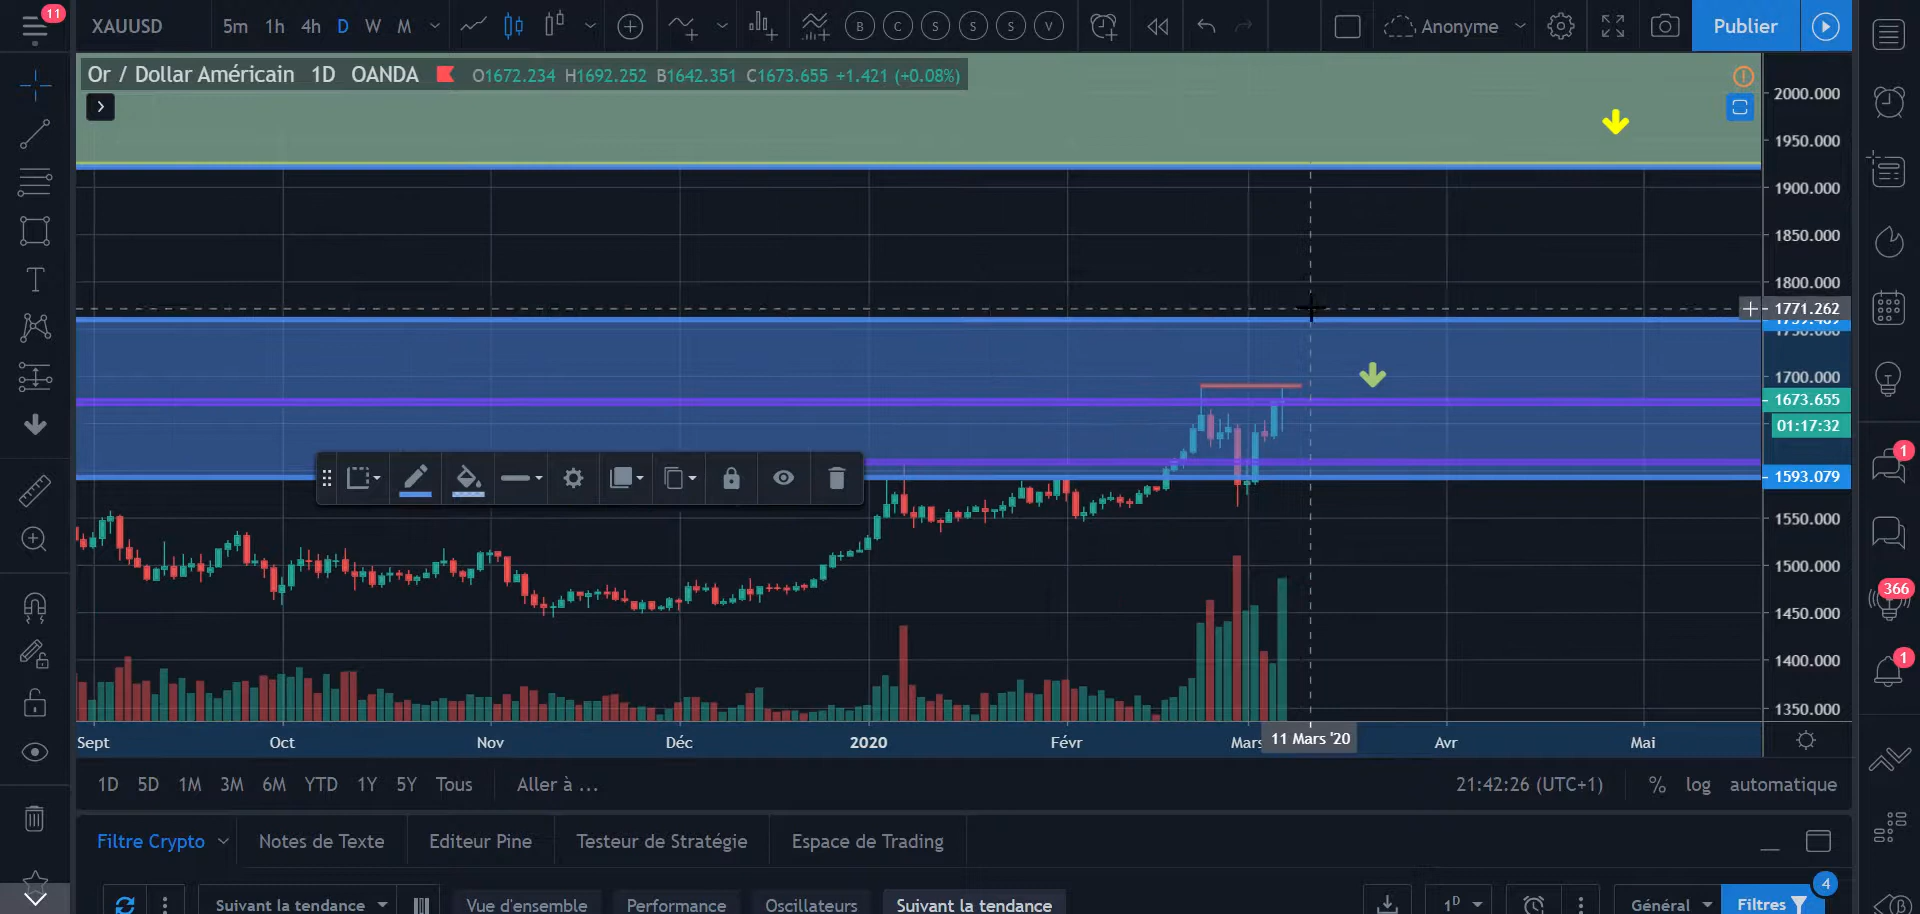 11
XAUUSD
5m 1h 4h D W M
B C S S S V
Anonyme
Publier
Or / Dollar Américain 1D OANDA O1672.234 H1692.252 B1642.351 C1673.655 +1.421 (+0.08%)
2000.000
1950.000
1900.000
1850.000
1800.000
1771.262
1700.000
1673.655
01:17:32
1593.079
1550.000
1500.000
1450.000
1400.000
1350.000
1
366
1
T
Sept Oct Nov Déc 2020 Févr Mars 11 Mars '20 Avr Mai
1D 5D 1M 3M 6M YTD 1Y 5Y Tous Aller à ... 21:42:26 (UTC+1) % log automatique
Filtre Crypto Notes de Texte Editeur Pine Testeur de Stratégie Espace de Trading
4
Suivant la tendance Vue d'ensemble Performance Oscillateurs Suivant la tendance 1D Général Filtres